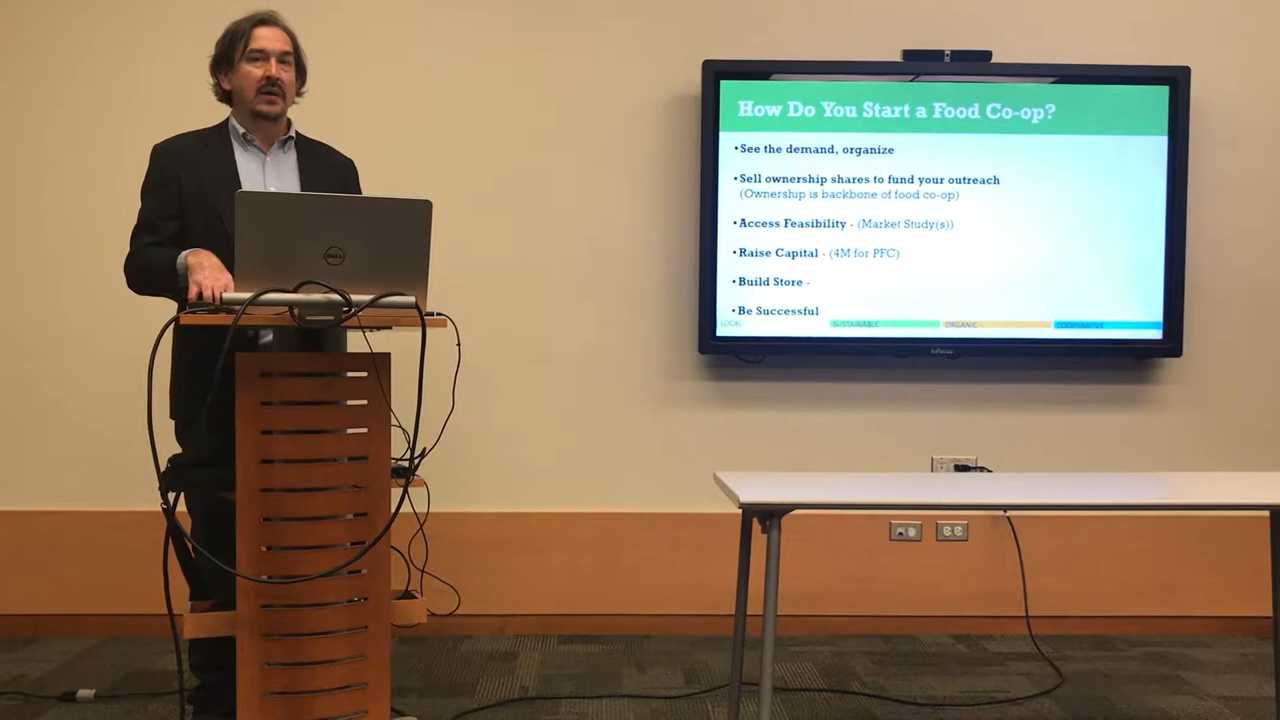 How Do You Start a Food Co-op?
•See the demand, organize
•Sell ownership shares to fund your outreach
(Ownership is backbone of food co-op)
•Access Feasibility - (Market Study(s))
•Raise Capital - (4M for PFC)
•Build Store -
•Be Successful
LOCAL SUSTAINABLE ORGANIC COOPERATIVE
InFocus
DELL